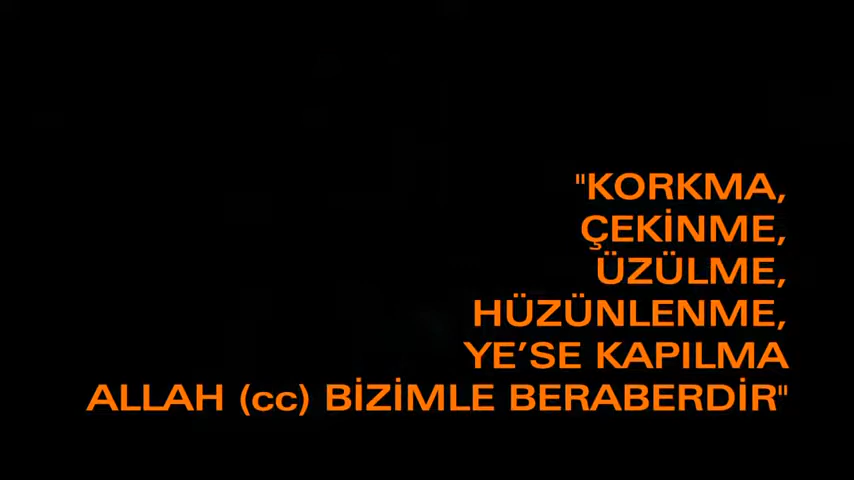 "KORKMA,
ÇEKİNME,
ÜZÜLME,
HÜZÜNLENME,
YE’SE KAPILMA
ALLAH (cc) BİZİMLE BERABERDİR"